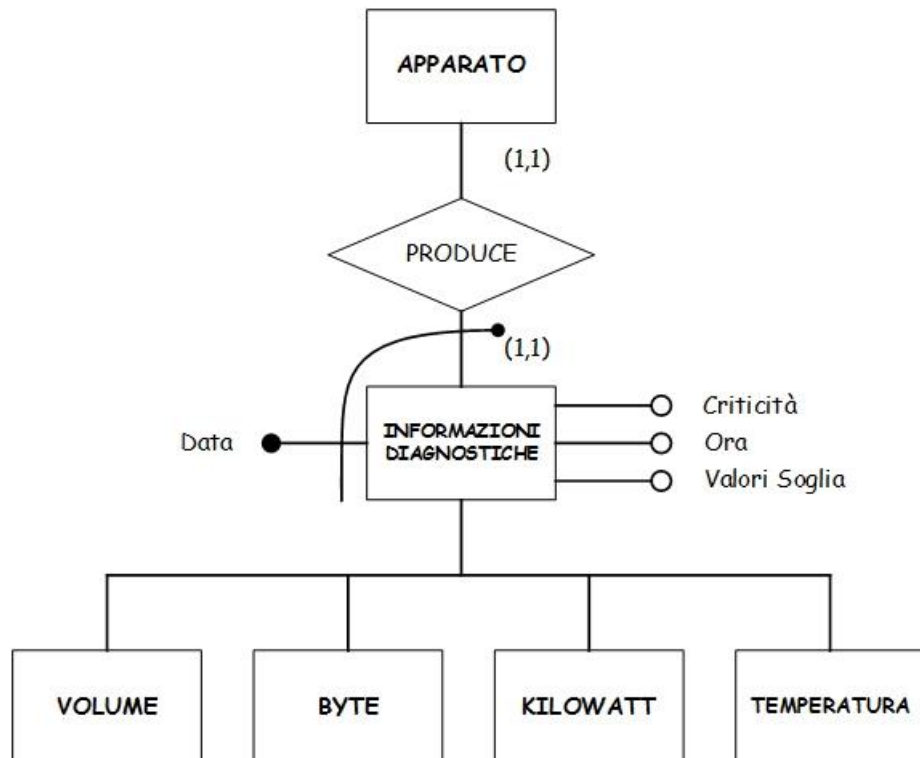 APPARATO
(1,1)
PRODUCE
(1,1)
Data
INFORMAZIONI
DIAGNOSTICHE
Criticità
Ora
Valori Soglia
VOLUME
BYTE
KILOWATT
TEMPERATURA